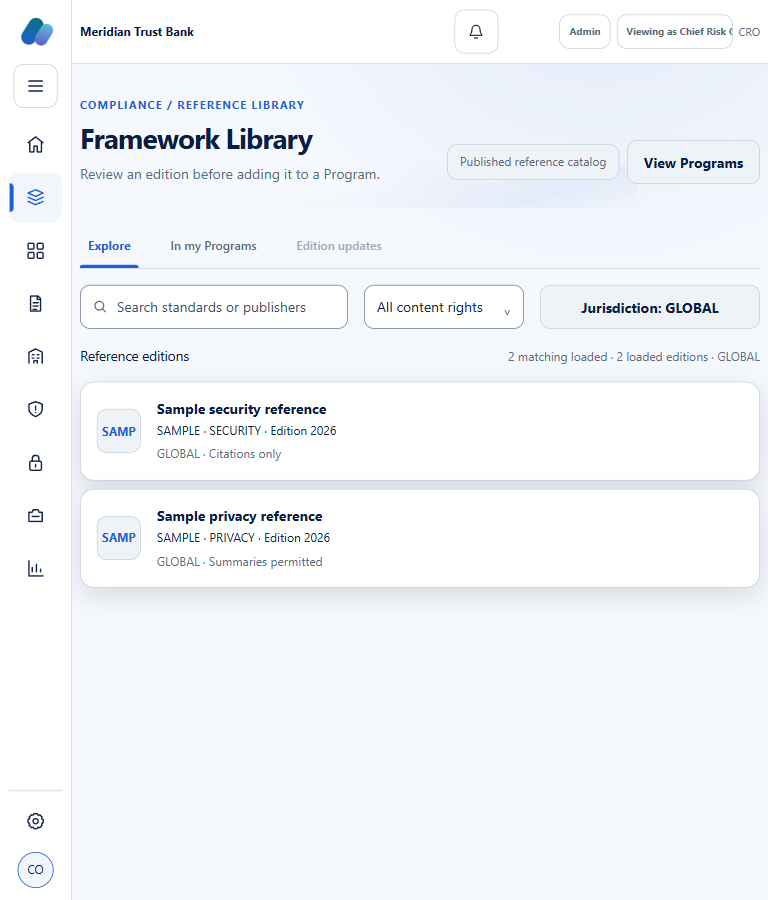 Meridian Trust Bank
Admin
Viewing as Chief Risk
CRO
COMPLIANCE / REFERENCE LIBRARY
Framework Library
Review an edition before adding it to a Program.
Published reference catalog
View Programs
Explore
In my Programs
Edition updates
Search standards or publishers
All content rights
v
Jurisdiction: GLOBAL
Reference editions
2 matching loaded · 2 loaded editions · GLOBAL
SAMP
Sample security reference
SAMPLE · SECURITY · Edition 2026
GLOBAL · Citations only
SAMP
Sample privacy reference
SAMPLE · PRIVACY · Edition 2026
GLOBAL · Summaries permitted
CO